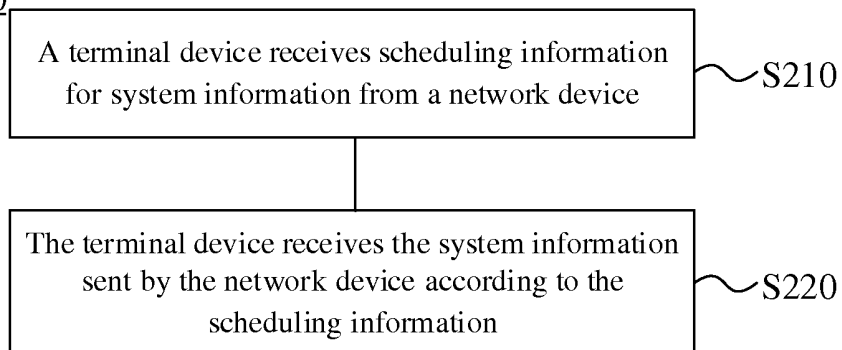 A terminal device receives scheduling information
for system information from a network device
S210
The terminal device receives the system information
sent by the network device according to the
scheduling information
S220